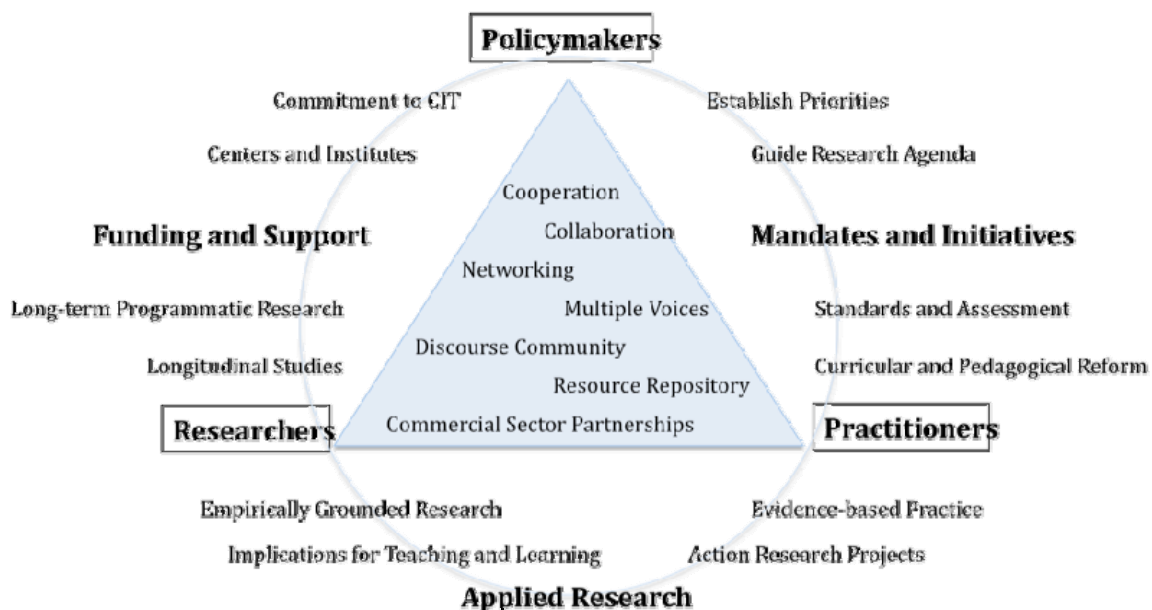 Policymakers
Commitment to CIT
Establish Priorities
Centers and Institutes
Guide Research Agenda
Cooperation
Funding and Support
Collaboration
Mandates and Initiatives
Networking
Long-term Programmatic Research
Multiple Voices
Standards and Assessment
Discourse Community
Longitudinal Studies
Curricular and Pedagogical Reform
Resource Repository
Researchers
Commercial Sector Partnerships
Practitioners
Empirically Grounded Research
Evidence-based Practice
Implications for Teaching and Learning
Action Research Projects
Applied Research